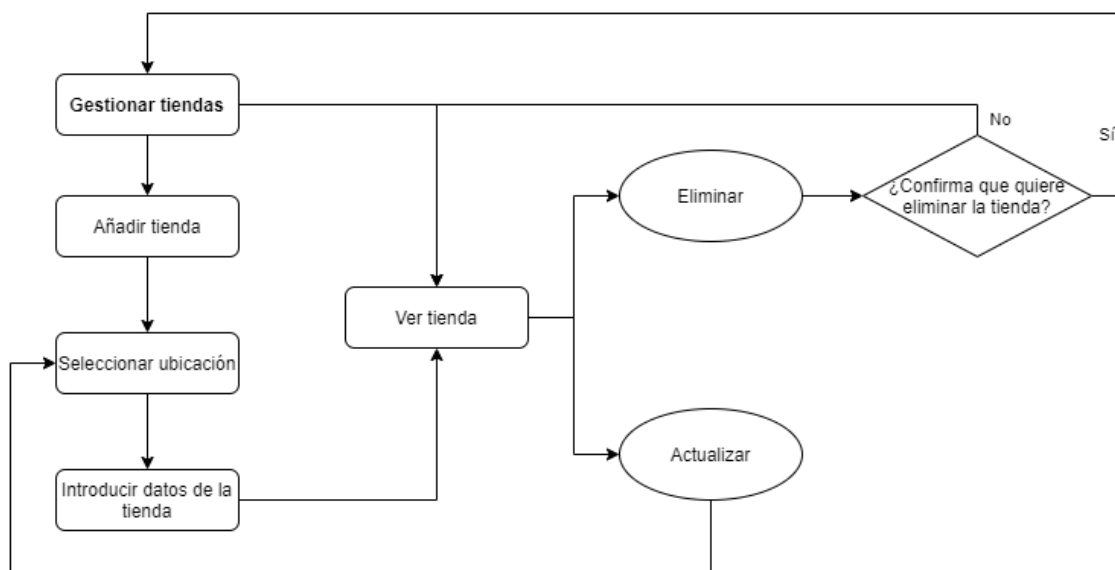 Gestionar tiendas
No
Sí
Eliminar
¿Confirma que quiere
eliminar la tienda?
Añadir tienda
Ver tienda
Seleccionar ubicación
Actualizar
Introducir datos de la
tienda